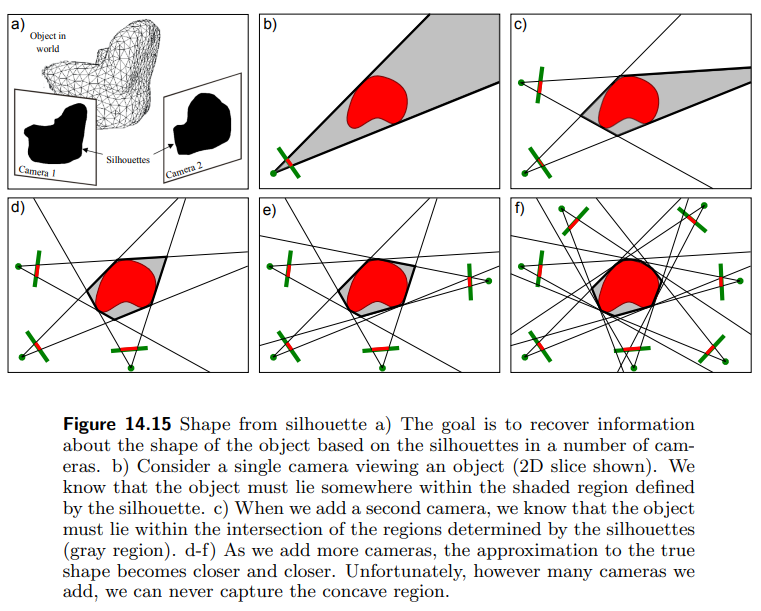 a)
Object in
world
Silhouettes
Camera 1
Camera 2
b)
c)
d)
e)
f)
Figure 14.15 Shape from silhouette a) The goal is to recover information
about the shape of the object based on the silhouettes in a number of cam-
eras. b) Consider a single camera viewing an object (2D slice shown). We
know that the object must lie somewhere within the shaded region defined
by the silhouette. c) When we add a second camera, we know that the object
must lie within the intersection of the regions determined by the silhouettes
(gray region). d-f) As we add more cameras, the approximation to the true
shape becomes closer and closer. Unfortunately, however many cameras we
add, we can never capture the concave region.